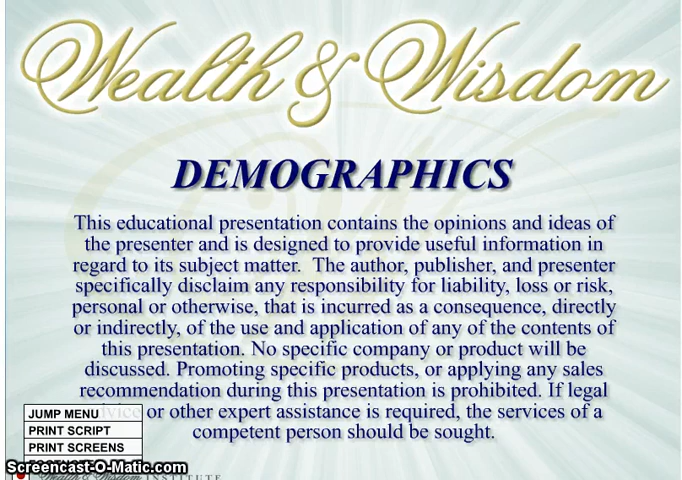 Wealth & Wisdom
DEMOGRAPHICS
This educational presentation contains the opinions and ideas of
the presenter and is designed to provide useful information in
regard to its subject matter.  The author, publisher, and presenter
specifically disclaim any responsibility for liability, loss or risk,
personal or otherwise, that is incurred as a consequence, directly
or indirectly, of the use and application of any of the contents of
this presentation. No specific company or product will be
discussed. Promoting specific products, or applying any sales
recommendation during this presentation is prohibited. If legal
or other expert assistance is required, the services of a
competent person should be sought.
JUMP MENU
PRINT SCRIPT
PRINT SCREENS
Screencast-O-Matic.com
Wealth & Wisdom INSTITUTE